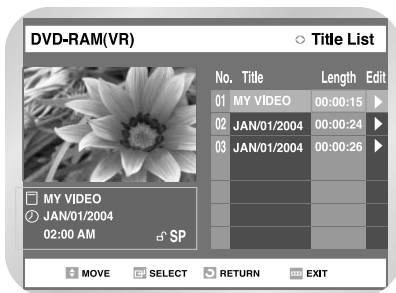 DVD-RAM(VR) Title List
No. Title Length Edit
01 MY VIDEO 00:00:15
02 JAN/01/2004 00:00:24
03 JAN/01/2004 00:00:26
MY VIDEO
JAN/01/2004
02:00 AM SP
MOVE SELECT RETURN EXIT